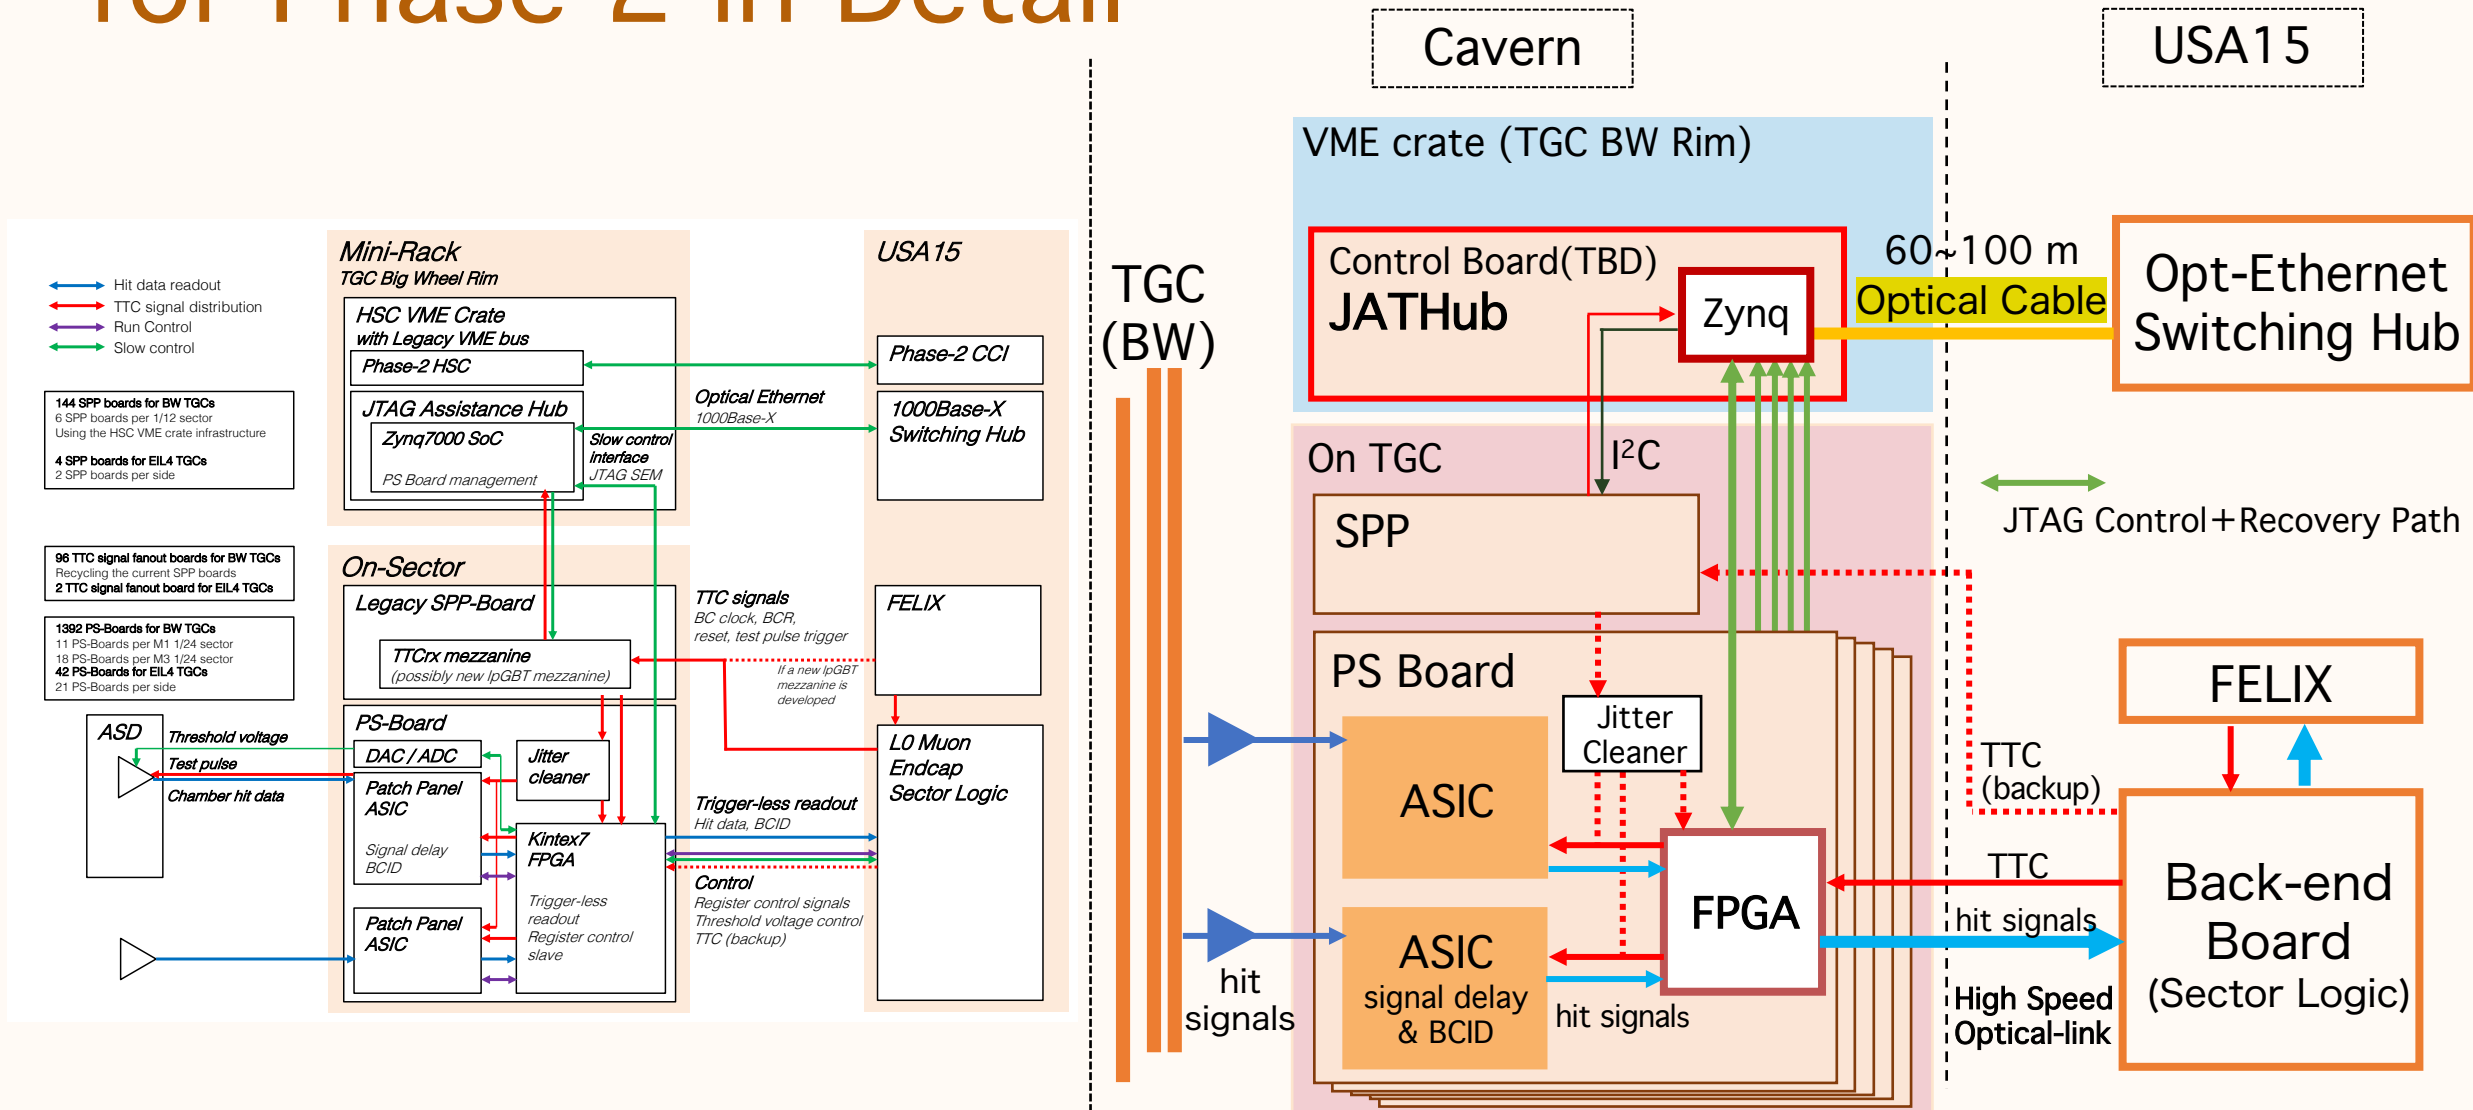 for Phase 2 in Detail
Hit data readout
TTC signal distribution
Run Control
Slow control
144 SPP boards for BW TGCs
6 SPP boards per 1/12 sector
Using the HSC VME crate infrastructure
4 SPP boards for EIL4 TGCs
2 SPP boards per side
96 TTC signal fanout boards for BW TGCs
Recycling the current SPP boards
2 TTC signal fanout board for EIL4 TGCs
1392 PS-Boards for BW TGCs
11 PS-Boards per M1 1/24 sector
18 PS-Boards per M3 1/24 sector
42 PS-Boards for EIL4 TGCs
21 PS-Boards per side
ASD
Threshold voltage
Test pulse
Chamber hit data
Mini-Rack
TGC Big Wheel Rim
HSC VME Crate
with Legacy VME bus
Phase-2 HSC
JTAG Assistance Hub
Zynq7000 SoC
PS Board management
Slow control
interface
JTAG SEM
Optical Ethernet
1000Base-X
USA15
Phase-2 CCI
1000Base-X
Switching Hub
On-Sector
Legacy SPP-Board
TTCrx mezzanine
(possibly new lpGBT mezzanine)
TTC signals
BC clock, BCR,
reset, test pulse trigger
If a new lpGBT
mezzanine is
developed
FELIX
PS-Board
DAC / ADC
Jitter
cleaner
Patch Panel
ASIC
Signal delay
BCID
Kintex7
FPGA
Trigger-less
readout
Register control
slave
Patch Panel
ASIC
Trigger-less readout
Hit data, BCID
Control
Register control signals
Threshold voltage control
TTC (backup)
L0 Muon
Endcap
Sector Logic
Cavern
USA15
VME crate (TGC BW Rim)
Control Board(TBD)
JATHub
Zynq
60~100 m
Optical Cable
Opt-Ethernet
Switching Hub
TGC
(BW)
On TGC
I²C
SPP
JTAG Control+Recovery Path
PS Board
Jitter
Cleaner
ASIC
FPGA
ASIC
signal delay
& BCID
hit signals
hit
signals
TTC
(backup)
TTC
hit signals
High Speed
Optical-link
FELIX
Back-end
Board
(Sector Logic)